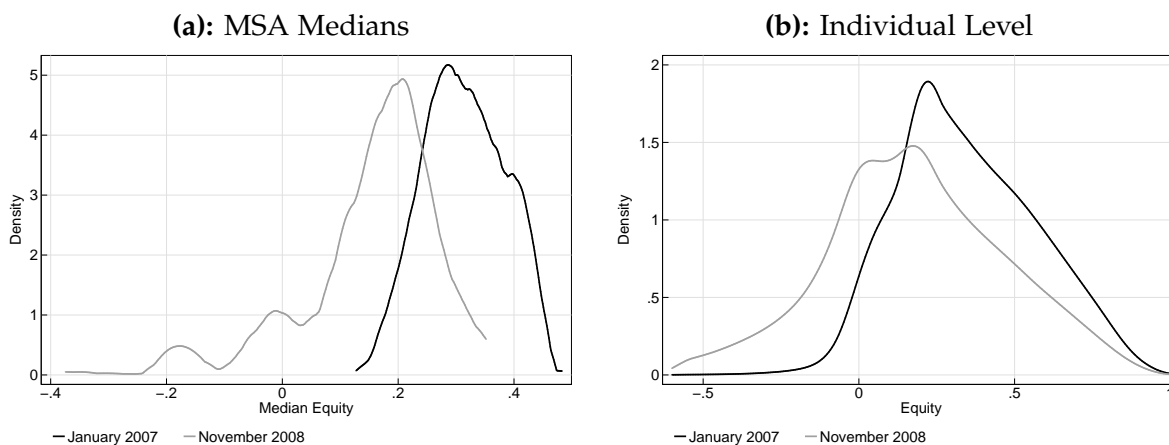 (a): MSA Medians
5
4
3
2
1
0
Density
−.4 −.2 0 .2 .4
Median Equity
January 2007 November 2008
(b): Individual Level
2
1.5
1
.5
0
Density
−.5 0 .5 1
Equity
January 2007 November 2008